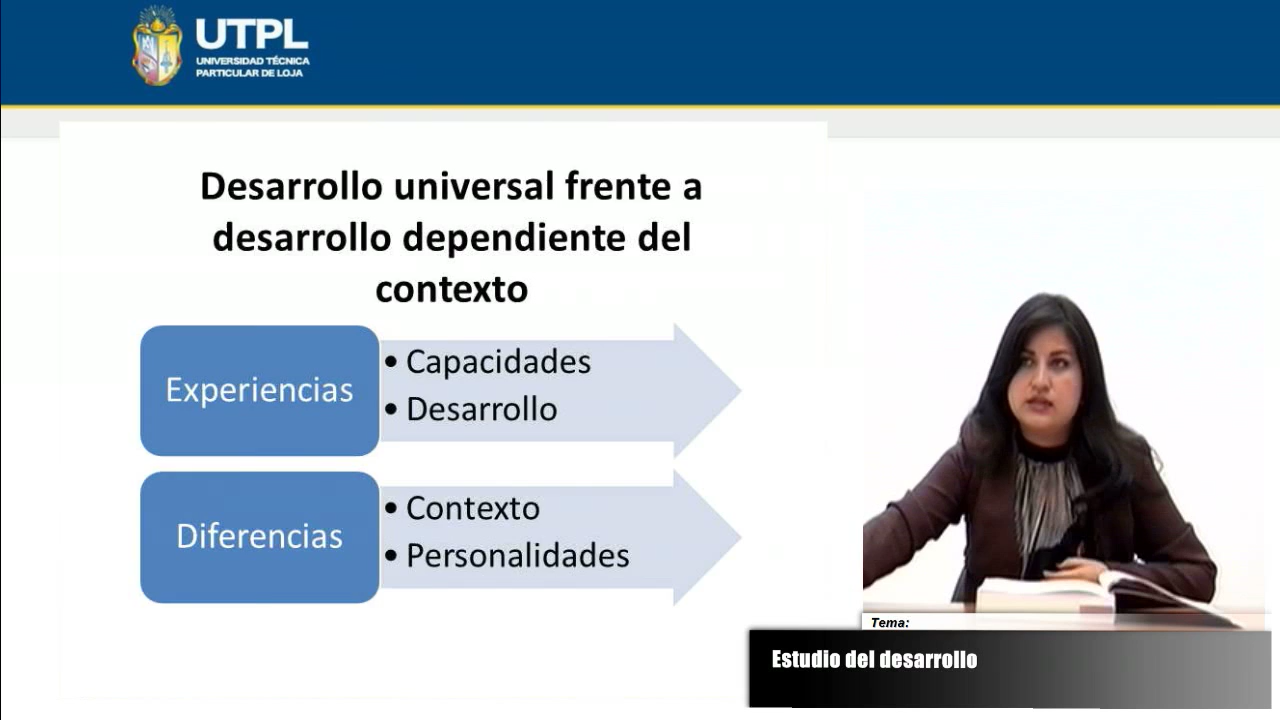 UTPL
UNIVERSIDAD TÉCNICA
PARTICULAR DE LOJA
Desarrollo universal frente a
desarrollo dependiente del
contexto
Experiencias
• Capacidades
• Desarrollo
Diferencias
• Contexto
• Personalidades
Tema:
Estudio del desarrollo